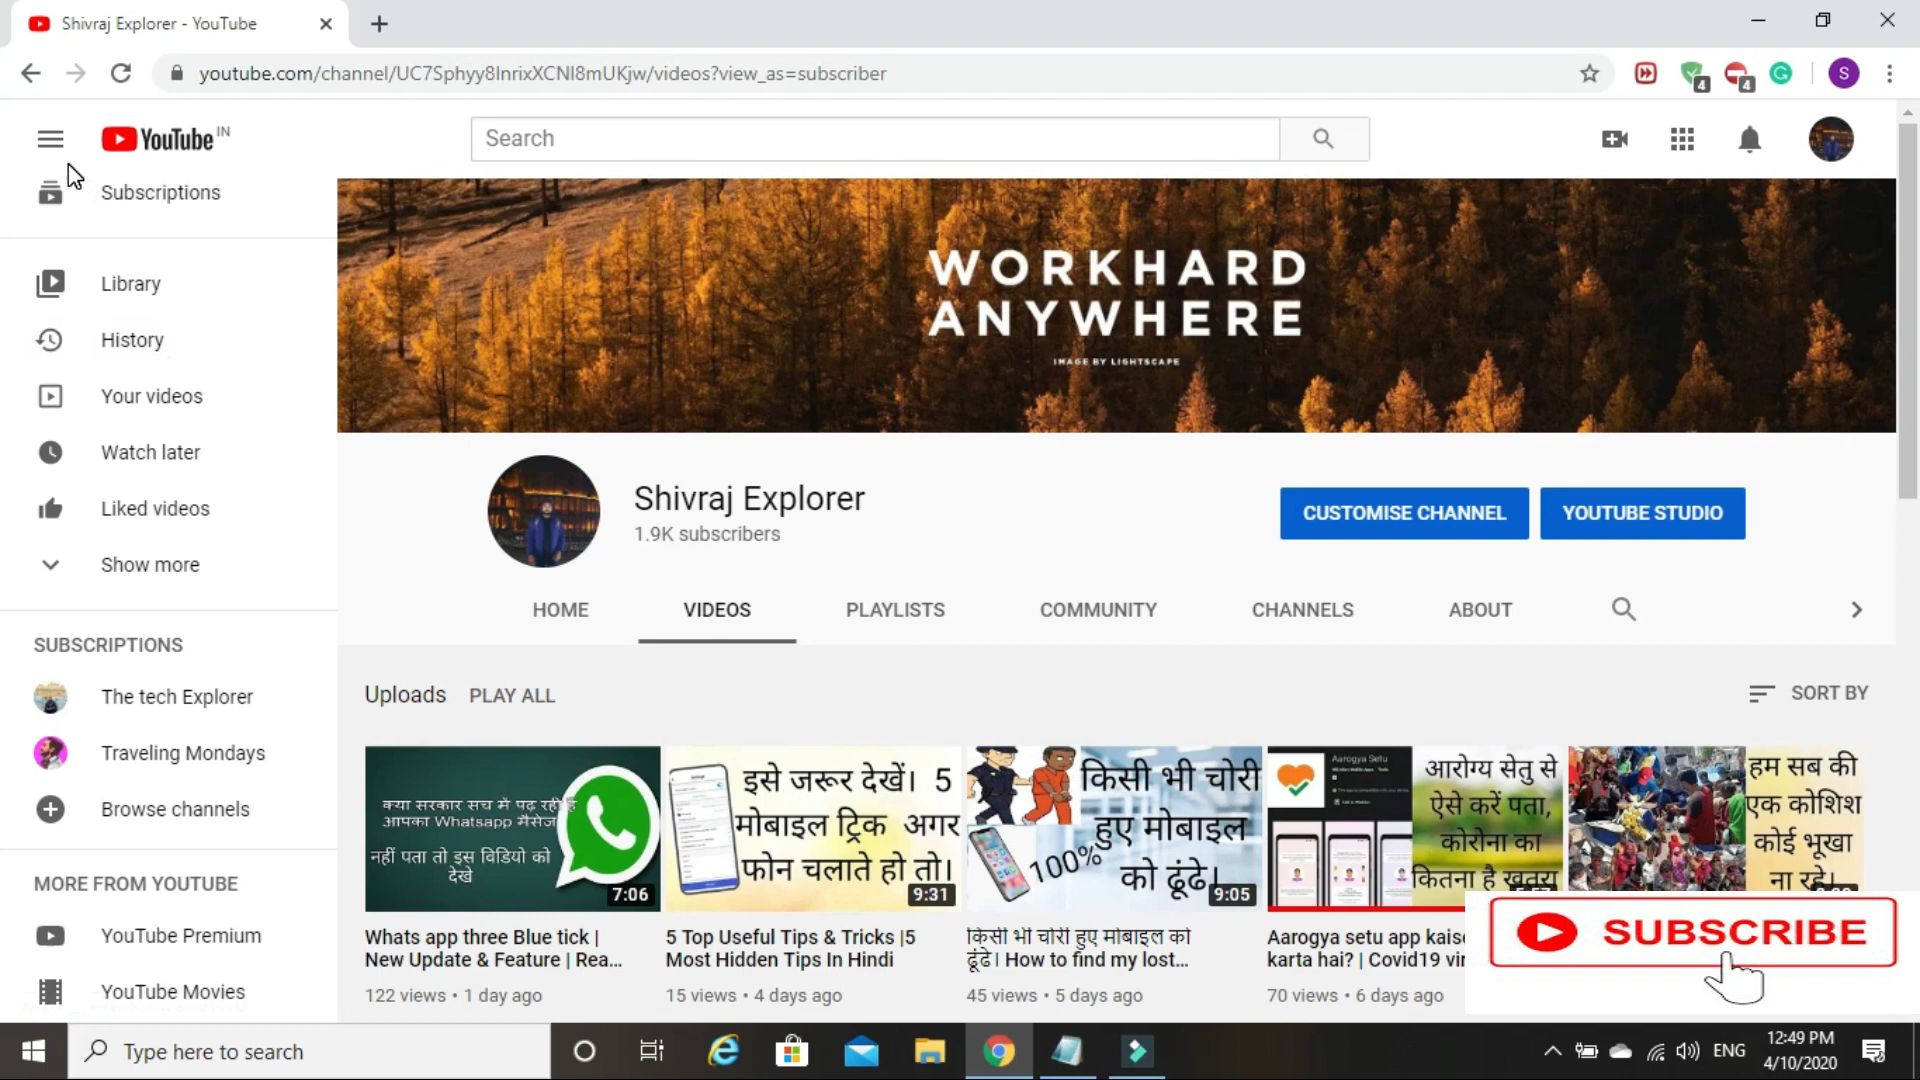 Shivraj Explorer - YouTube
youtube.com/channel/UC7Sphyy8InrixXCNI8mUKjw/videos?view_as=subscriber
4
4
S
YouTube IN
Search
Subscriptions
Library
History
Your videos
Watch later
Liked videos
Show more
SUBSCRIPTIONS
The tech Explorer
Traveling Mondays
Browse channels
MORE FROM YOUTUBE
YouTube Premium
YouTube Movies
WORKHARD
ANYWHERE
IMAGE BY LIGHTSCAPE
Shivraj Explorer
1.9K subscribers
CUSTOMISE CHANNEL
YOUTUBE STUDIO
HOME VIDEOS PLAYLISTS COMMUNITY CHANNELS ABOUT
Uploads PLAY ALL
SORT BY
क्या सरकार सच में पढ़ रही है
आपका Whatsapp मैसेज
नहीं पता तो इस विडियो को
देखे
7:06
Whats app three Blue tick |
New Update & Feature | Rea...
122 views • 1 day ago
इसे जरूर देखें। 5
मोबाइल ट्रिक अगर
फोन चलाते हो तो।
9:31
5 Top Useful Tips & Tricks |5
Most Hidden Tips In Hindi
15 views • 4 days ago
किसी भी चोरी
हुए मोबाइल
100%
को ढूंढे।
9:05
किसी भी चोरी हुए मोबाइल को
ढूंढे। How to find my lost...
45 views • 5 days ago
Aarogya Setu
आरोग्य सेतु से
ऐसे करें पता,
कोरोना का
कितना है खतरा
Aarogya setu app kaise
karta hai? | Covid19 vir
70 views • 6 days ago
हम सब की
एक कोशिश
कोई भूखा
ना रहे।
SUBSCRIBE
Type here to search
ENG
12:49 PM
4/10/2020